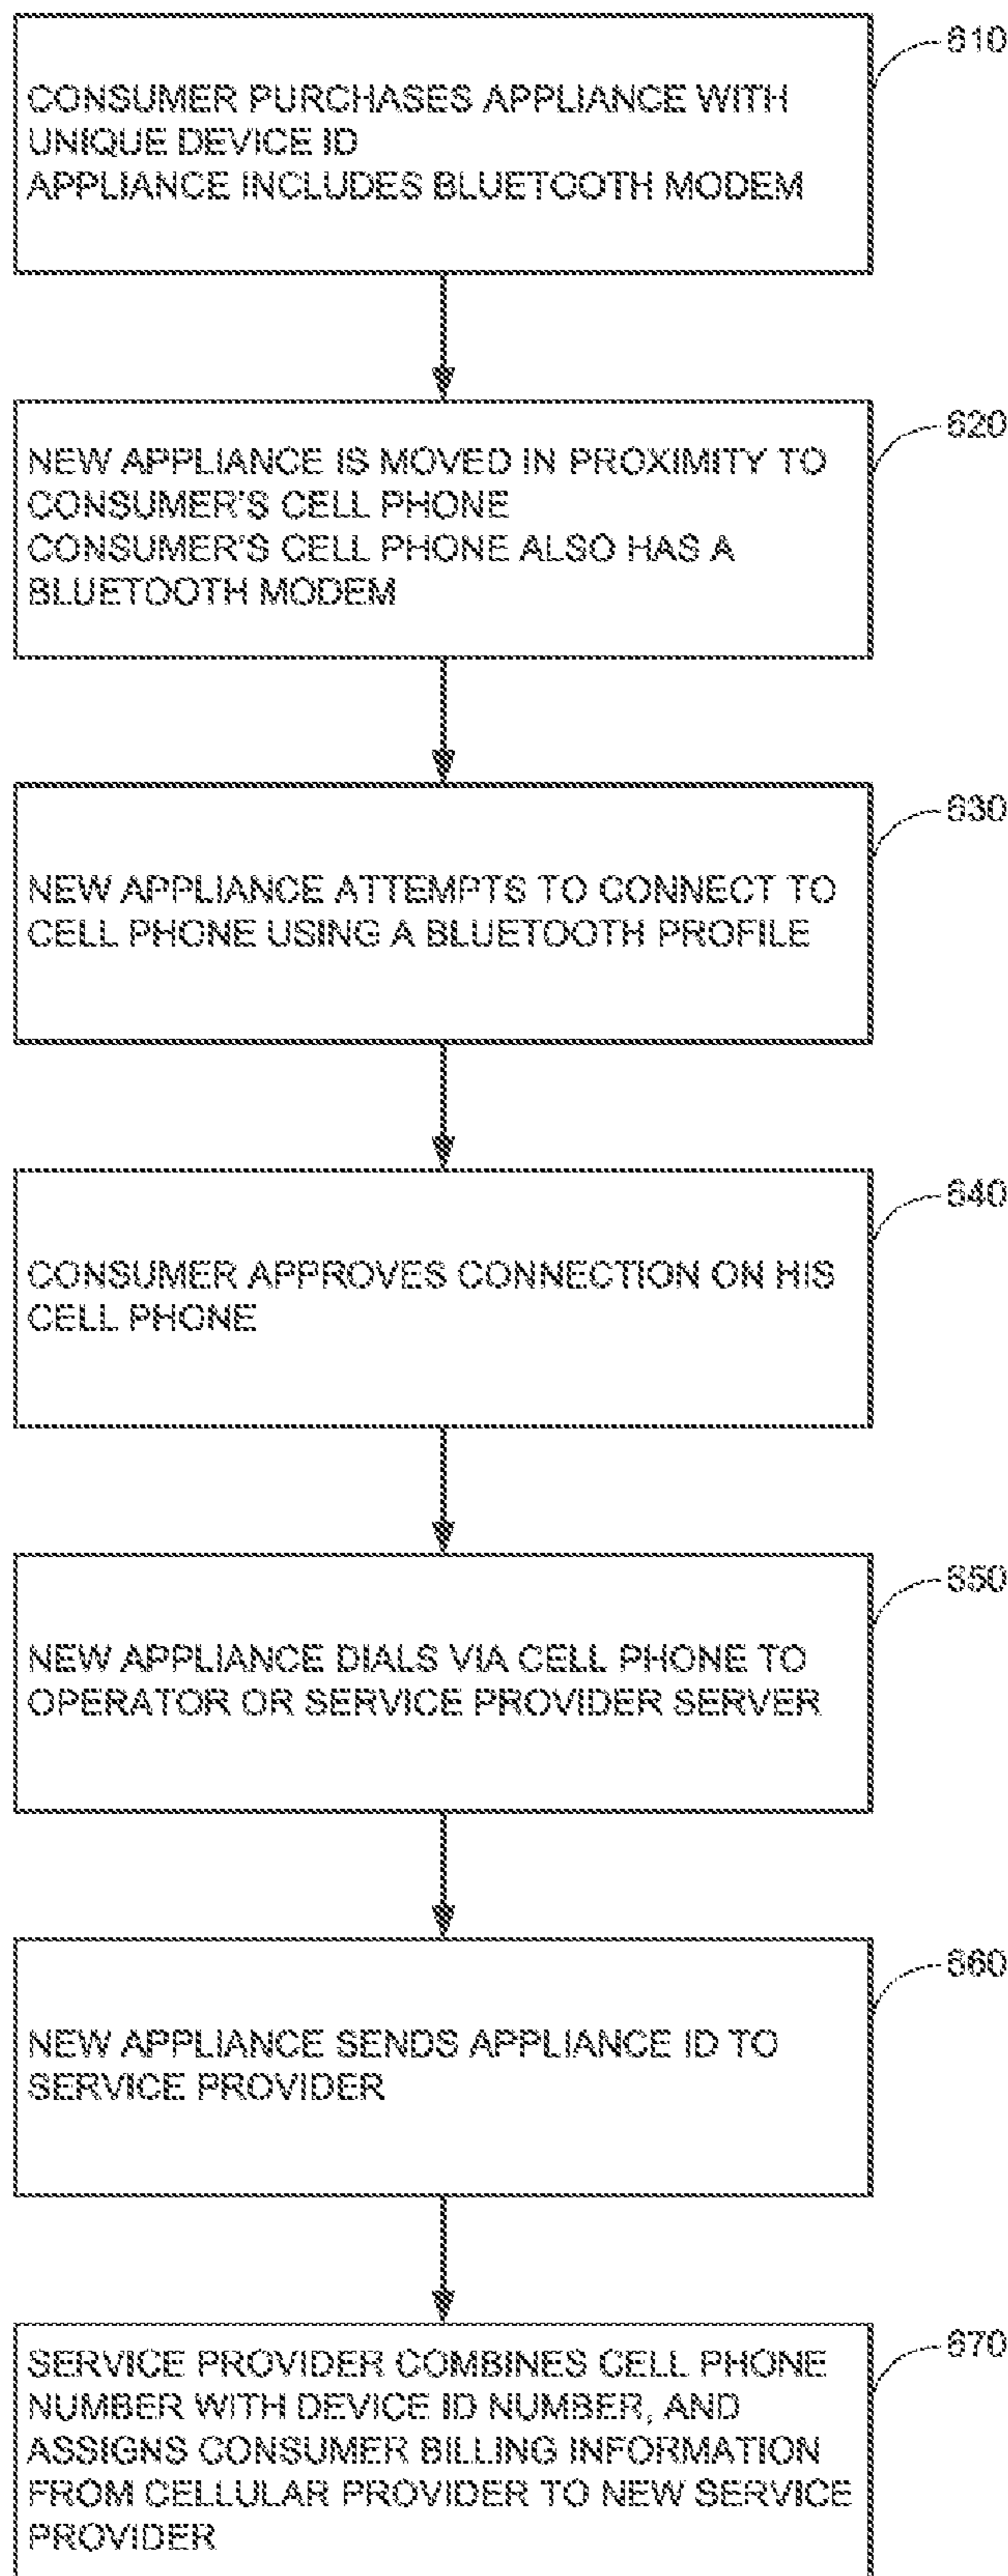 CONSUMER PURCHASES APPLIANCE WITH
UNIQUE DEVICE ID
APPLIANCE INCLUDES BLUETOOTH MODEM
610
NEW APPLIANCE IS MOVED IN PROXIMITY TO
CONSUMER'S CELL PHONE
CONSUMER'S CELL PHONE ALSO HAS A
BLUETOOTH MODEM
620
NEW APPLIANCE ATTEMPTS TO CONNECT TO
CELL PHONE USING A BLUETOOTH PROFILE
630
CONSUMER APPROVES CONNECTION ON HIS
CELL PHONE
640
NEW APPLIANCE DIALS VIA CELL PHONE TO
OPERATOR OR SERVICE PROVIDER SERVER
650
NEW APPLIANCE SENDS APPLIANCE ID TO
SERVICE PROVIDER
660
SERVICE PROVIDER COMBINES CELL PHONE
NUMBER WITH DEVICE ID NUMBER, AND
ASSIGNS CONSUMER BILLING INFORMATION
FROM CELLULAR PROVIDER TO NEW SERVICE
PROVIDER
670